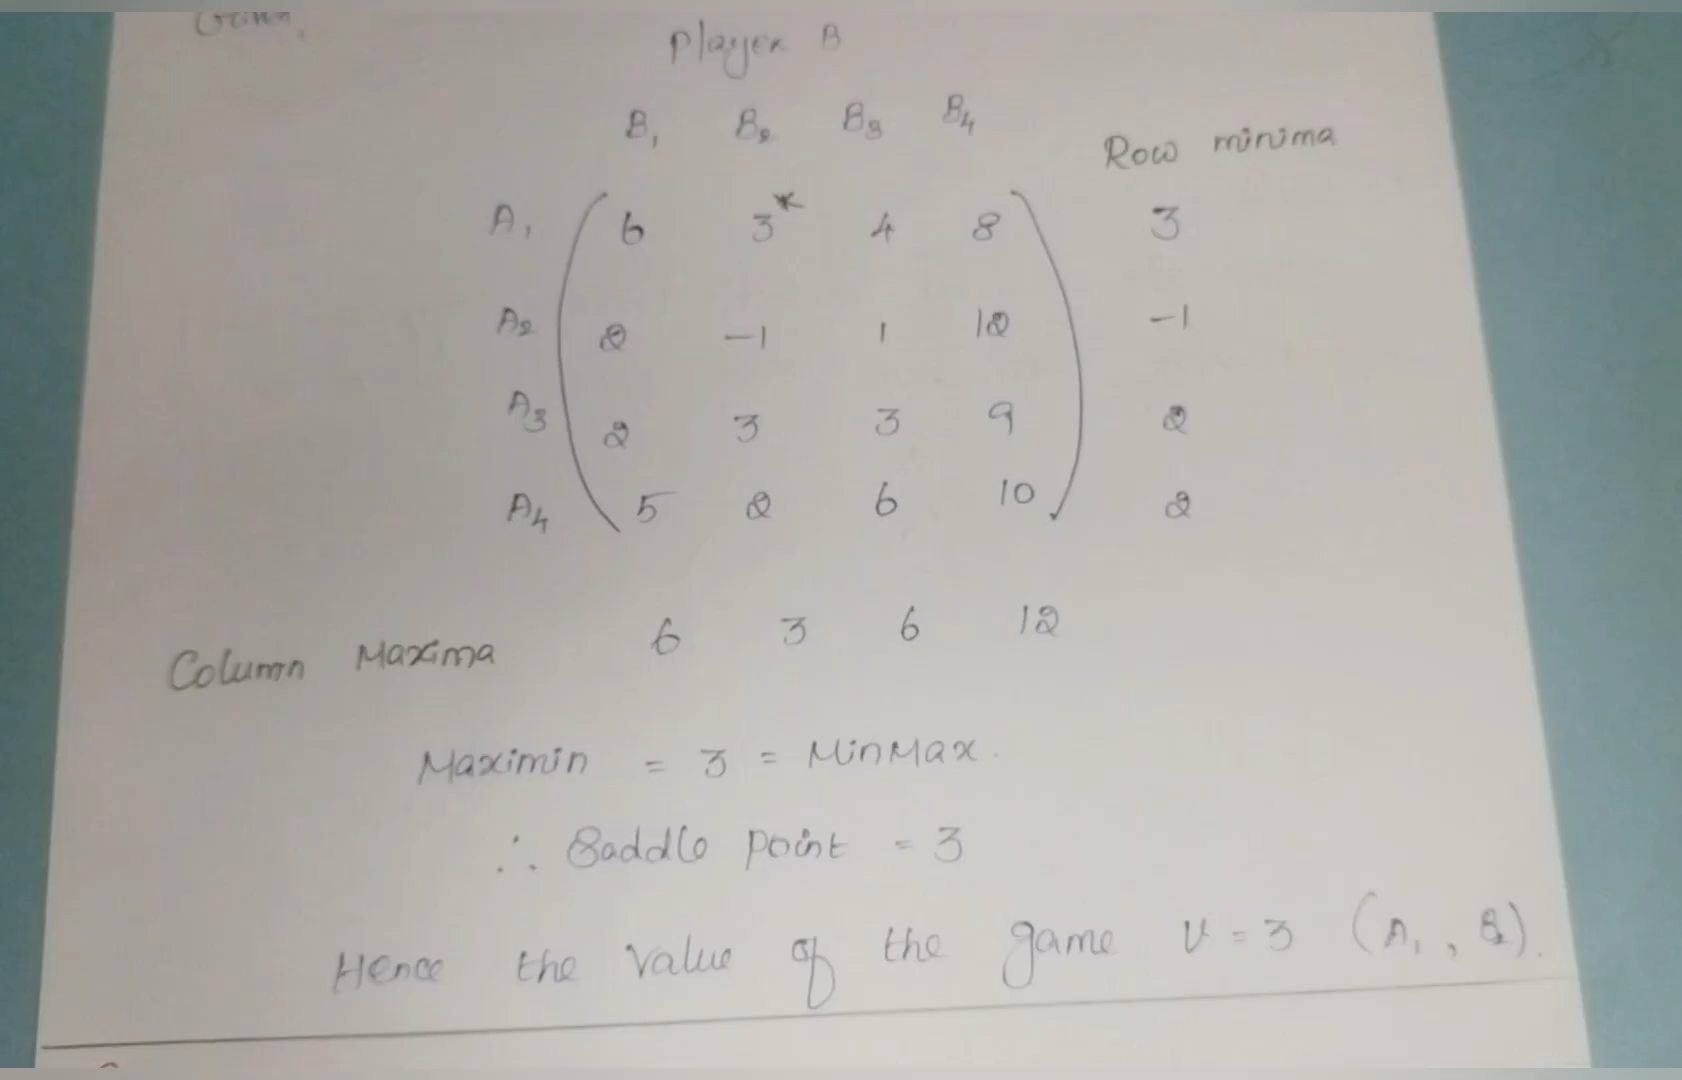 Player B
B₁ B₂ B₃ B₄ Row minima
A₁ 6 3* 4 8 3
A₂ 2 -1 1 12 -1
A₃ 2 3 3 9 2
A₄ 5 2 6 10 2
Column Maxima 6 3 6 12
Maximin = 3 = MinMax.
∴ Saddle point = 3
Hence the value of the game V = 3 (A₁, B₂).